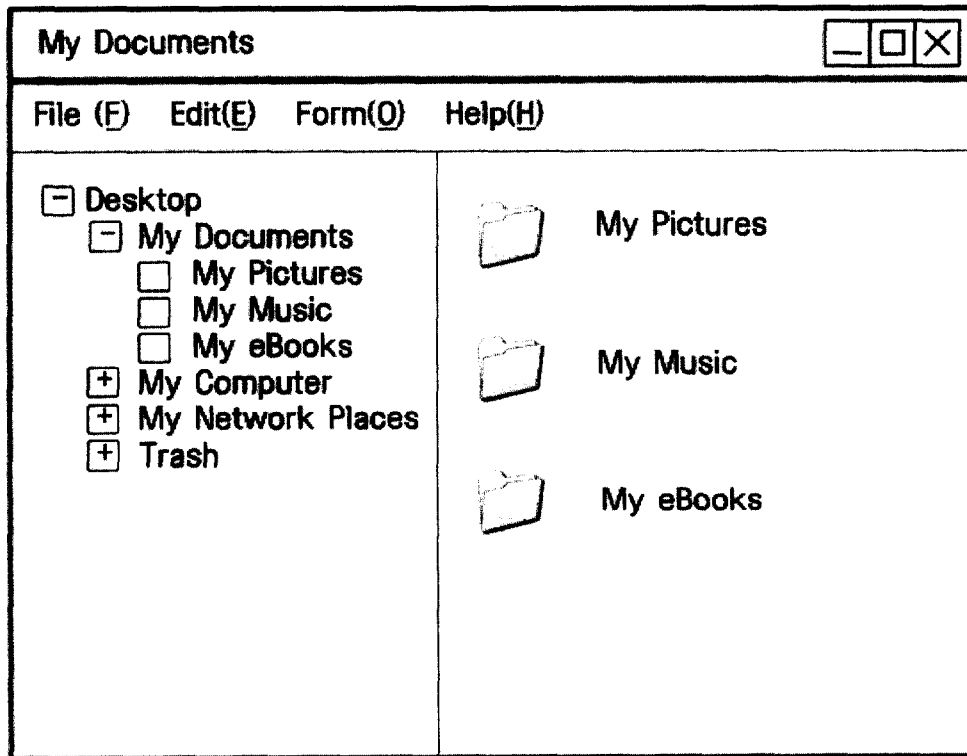 My Documents
File (F) Edit(E) Form(O) Help(H)
Desktop
My Documents
My Pictures
My Music
My eBooks
My Computer
My Network Places
Trash
My Pictures
My Music
My eBooks